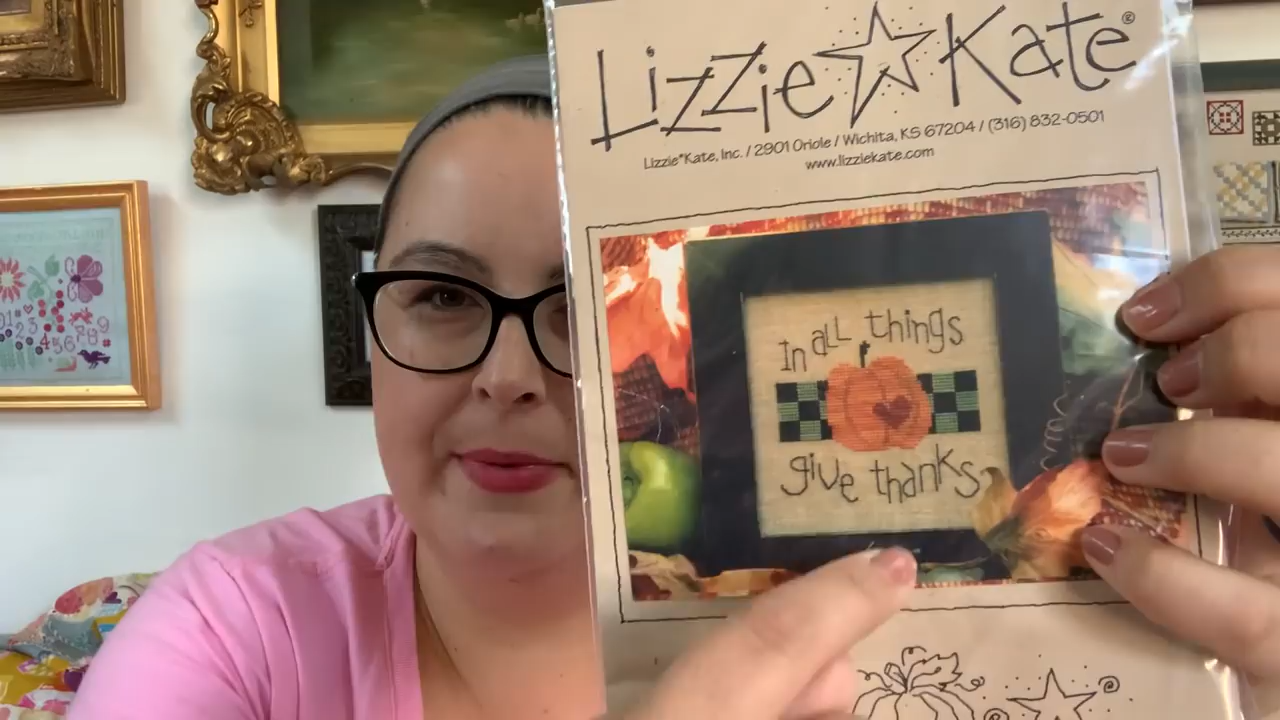 Lizzie Kate®
Lizzie*Kate, Inc. / 2901 Oriole / Wichita, KS 67204 / (316) 832-0501
www.lizziekate.com
In all things
give thanks